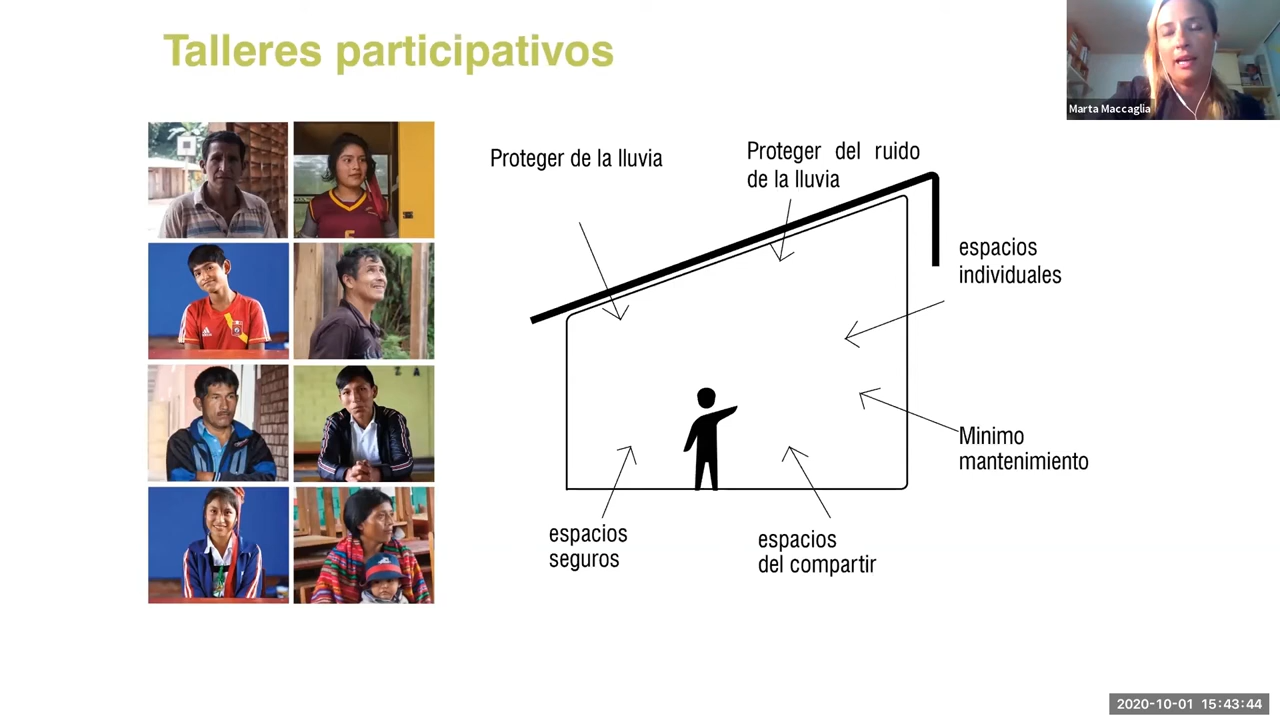 Talleres participativos
Marta Maccaglia
Proteger de la lluvia
Proteger del ruido
de la lluvia
espacios
individuales
Minimo
mantenimiento
espacios
seguros
espacios
del compartir
2020-10-01 15:43:44